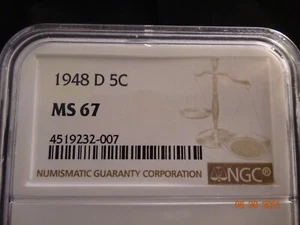 1948 D 5C
MS 67
4519232-007
NUMISMATIC GUARANTY CORPORATION
NGC®